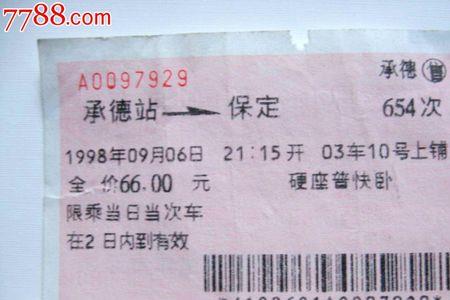 7788.com
A0097929
承德㊣售
承德站 → 保定 654次
1998年09月06日 21:15开 03车10号上铺
全 价66.00 元 硬座普快卧
限乘当日当次车
在2日内到有效